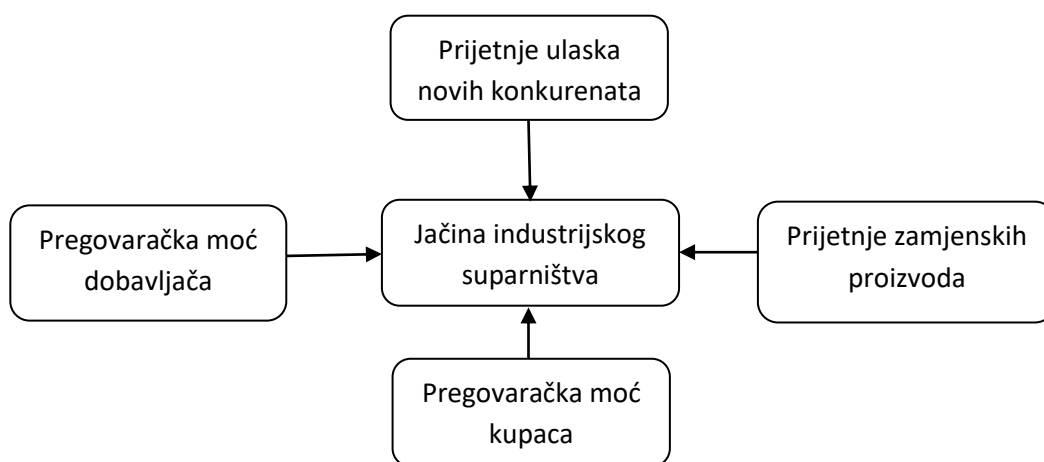 Prijetnje ulaska
novih konkurenata
Pregovaračka moć
dobavljača
Jačina industrijskog
suparništva
Prijetnje zamjenskih
proizvoda
Pregovaračka moć
kupaca